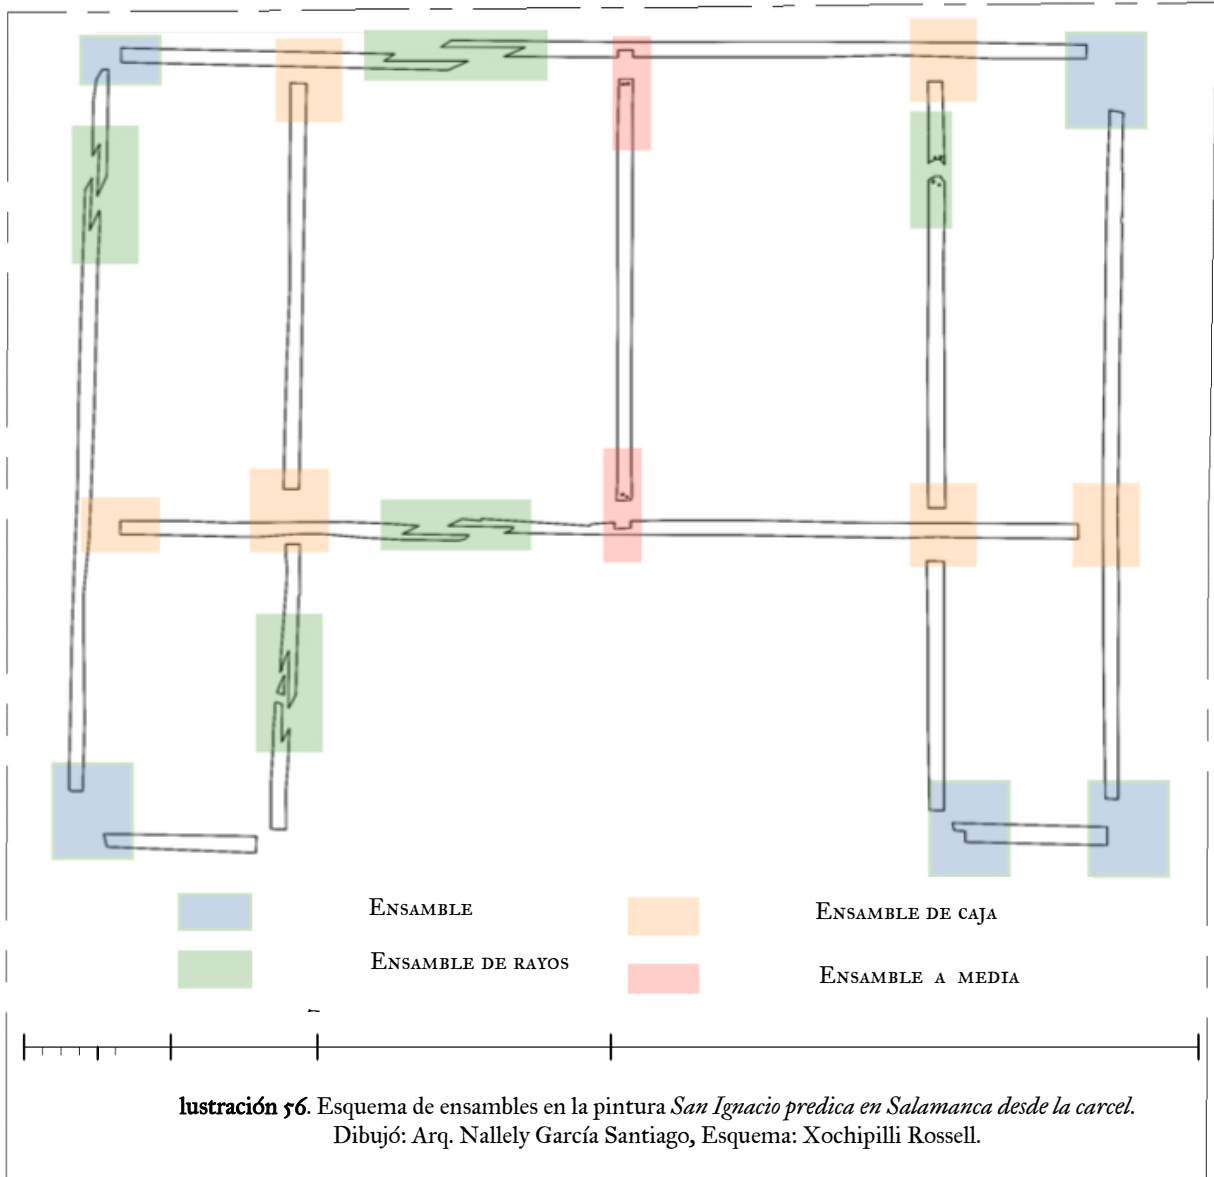 Ensamble
Ensamble de caja
Ensamble de rayos
Ensamble a media
lustración 56. Esquema de ensambles en la pintura San Ignacio predica en Salamanca desde la carcel.
Dibujó: Arq. Nallely García Santiago, Esquema: Xochipilli Rossell.